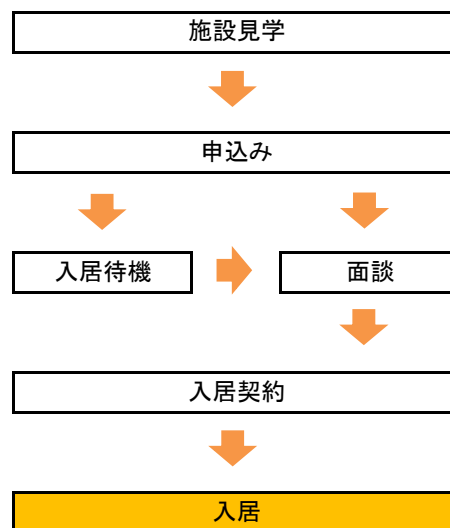 施設見学
申込み
入居待機
面談
入居契約
入居